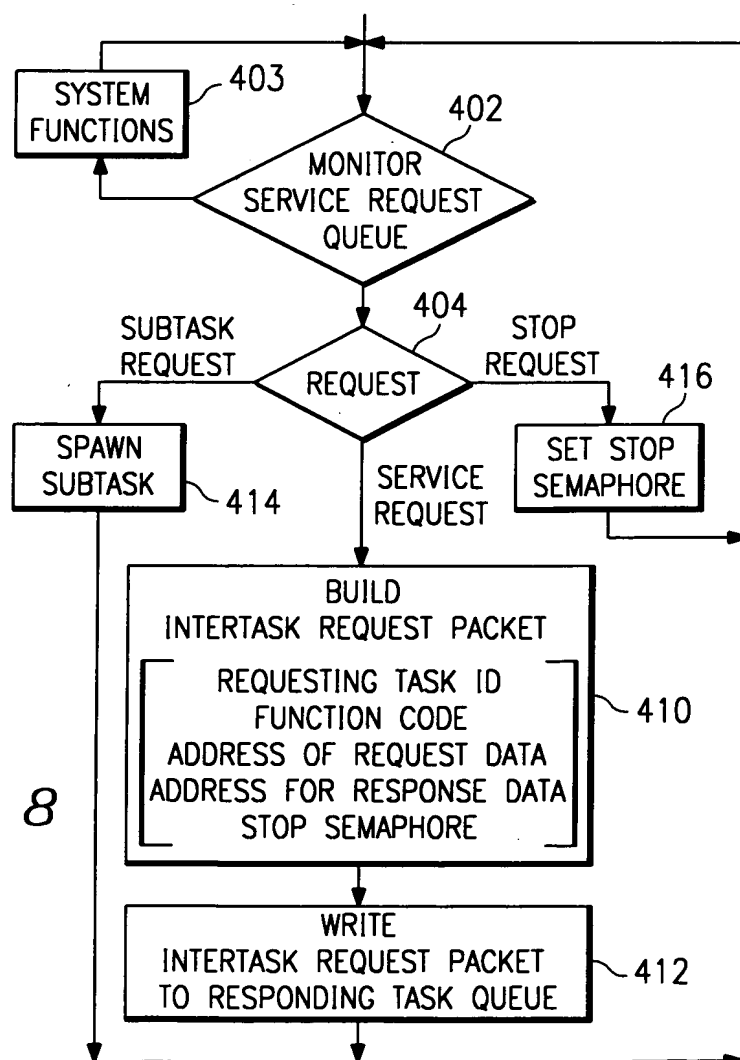 403
SYSTEM
FUNCTIONS
402
MONITOR
SERVICE REQUEST
QUEUE
404
SUBTASK
REQUEST
REQUEST
STOP
REQUEST
416
SPAWN
SUBTASK
414
SET STOP
SEMAPHORE
SERVICE
REQUEST
BUILD
INTERTASK REQUEST PACKET
REQUESTING TASK ID
FUNCTION CODE
ADDRESS OF REQUEST DATA
ADDRESS FOR RESPONSE DATA
STOP SEMAPHORE
410
8
WRITE
INTERTASK REQUEST PACKET
TO RESPONDING TASK QUEUE
412